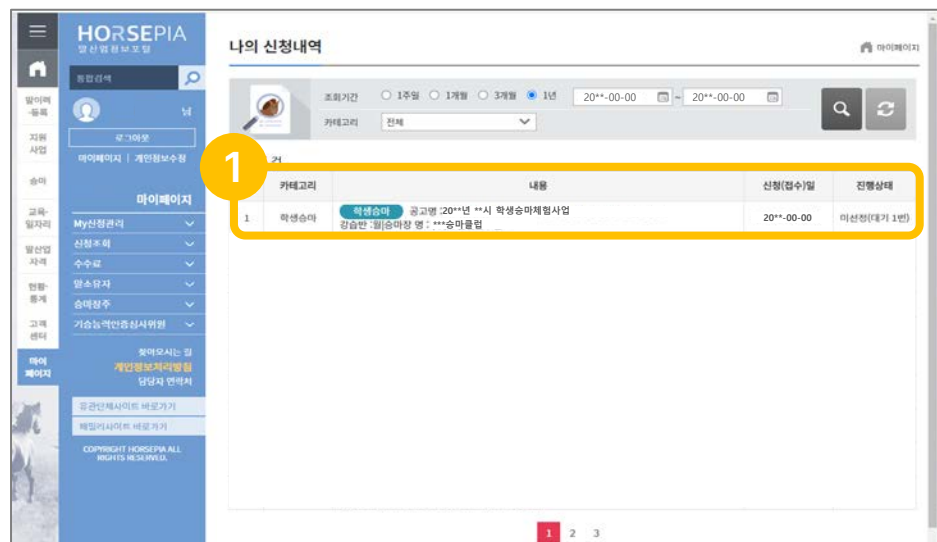 HORSEPIA
말산업정보포털
통합검색
님
로그아웃
마이페이지 | 개인정보수정
말이력
-등록
지원
사업
승마
교육·
일자리
말산업
자격
현황·
통계
고객
센터
마이
페이지
마이페이지
My신청관리
신청조회
수수료
말소유자
승마장주
기승능력인증심사위원
찾아오시는 길
개인정보처리방침
담당자 연락처
유관단체사이트 바로가기
패밀리사이트 바로가기
COPYRIGHT HORSEPIA ALL
RIGHTS RESERVED.
나의 신청내역
마이페이지
조회기간 1주일 1개월 3개월 1년 20**-00-00 ~ 20**-00-00
카테고리 전체
1
건
카테고리 내용 신청(접수)일 진행상태
1 학생승마 학생승마 공고명 :20**년 **시 학생승마체험사업 20**-00-00 미선정(대기 1번)
강습반 :월|승마장 명 : ***승마클럽
1 2 3